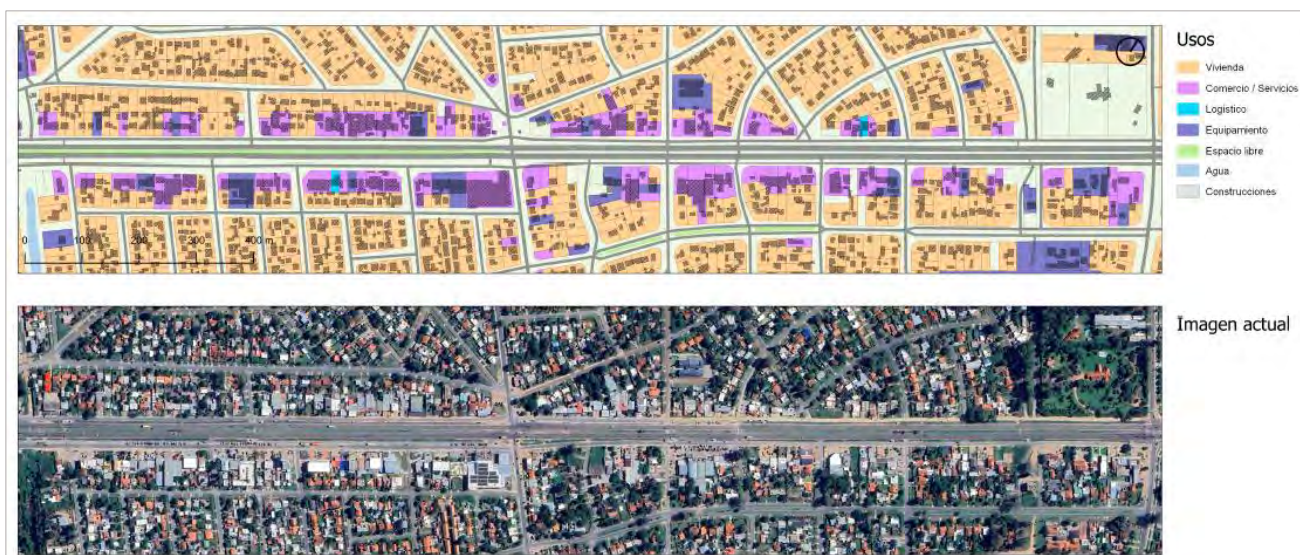 Usos
Vivienda
Comercio / Servicios
Logístico
Equipamiento
Espacio libre
Agua
Construcciones
0 100 200 300 400 m.
Imagen actual